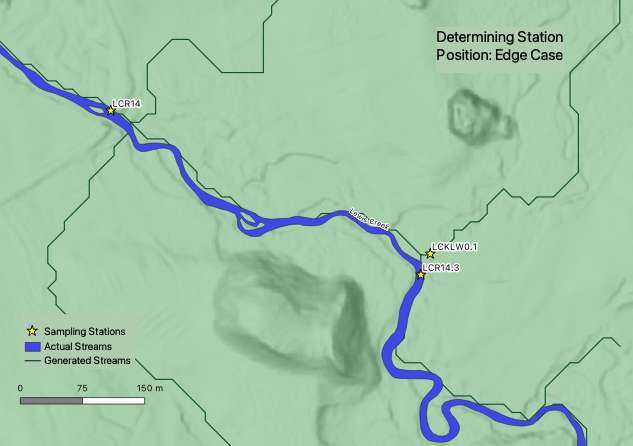 Determining Station
Position: Edge Case
LCR14
Lewis Creek
LCKLW0.1
LCR14.3
Sampling Stations
Actual Streams
Generated Streams
0 75 150 m